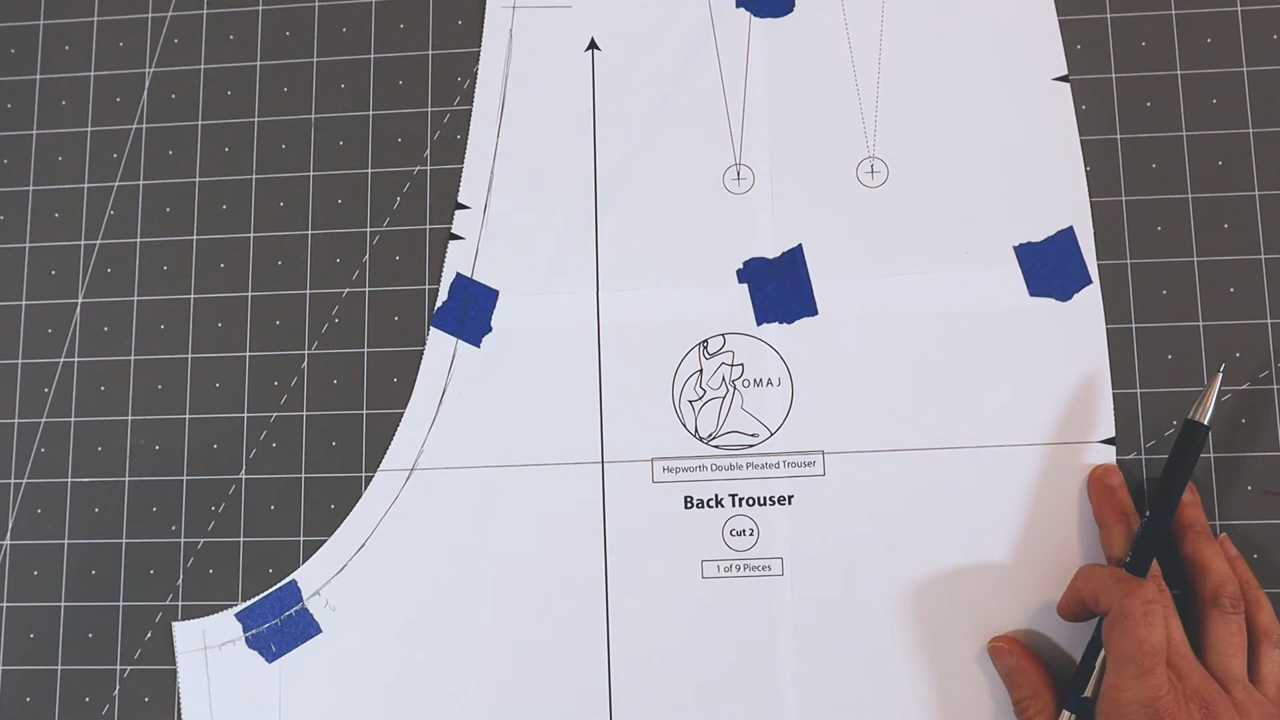 OMAJ
Hepworth Double Pleated Trouser
Back Trouser
Cut 2
1 of 9 Pieces